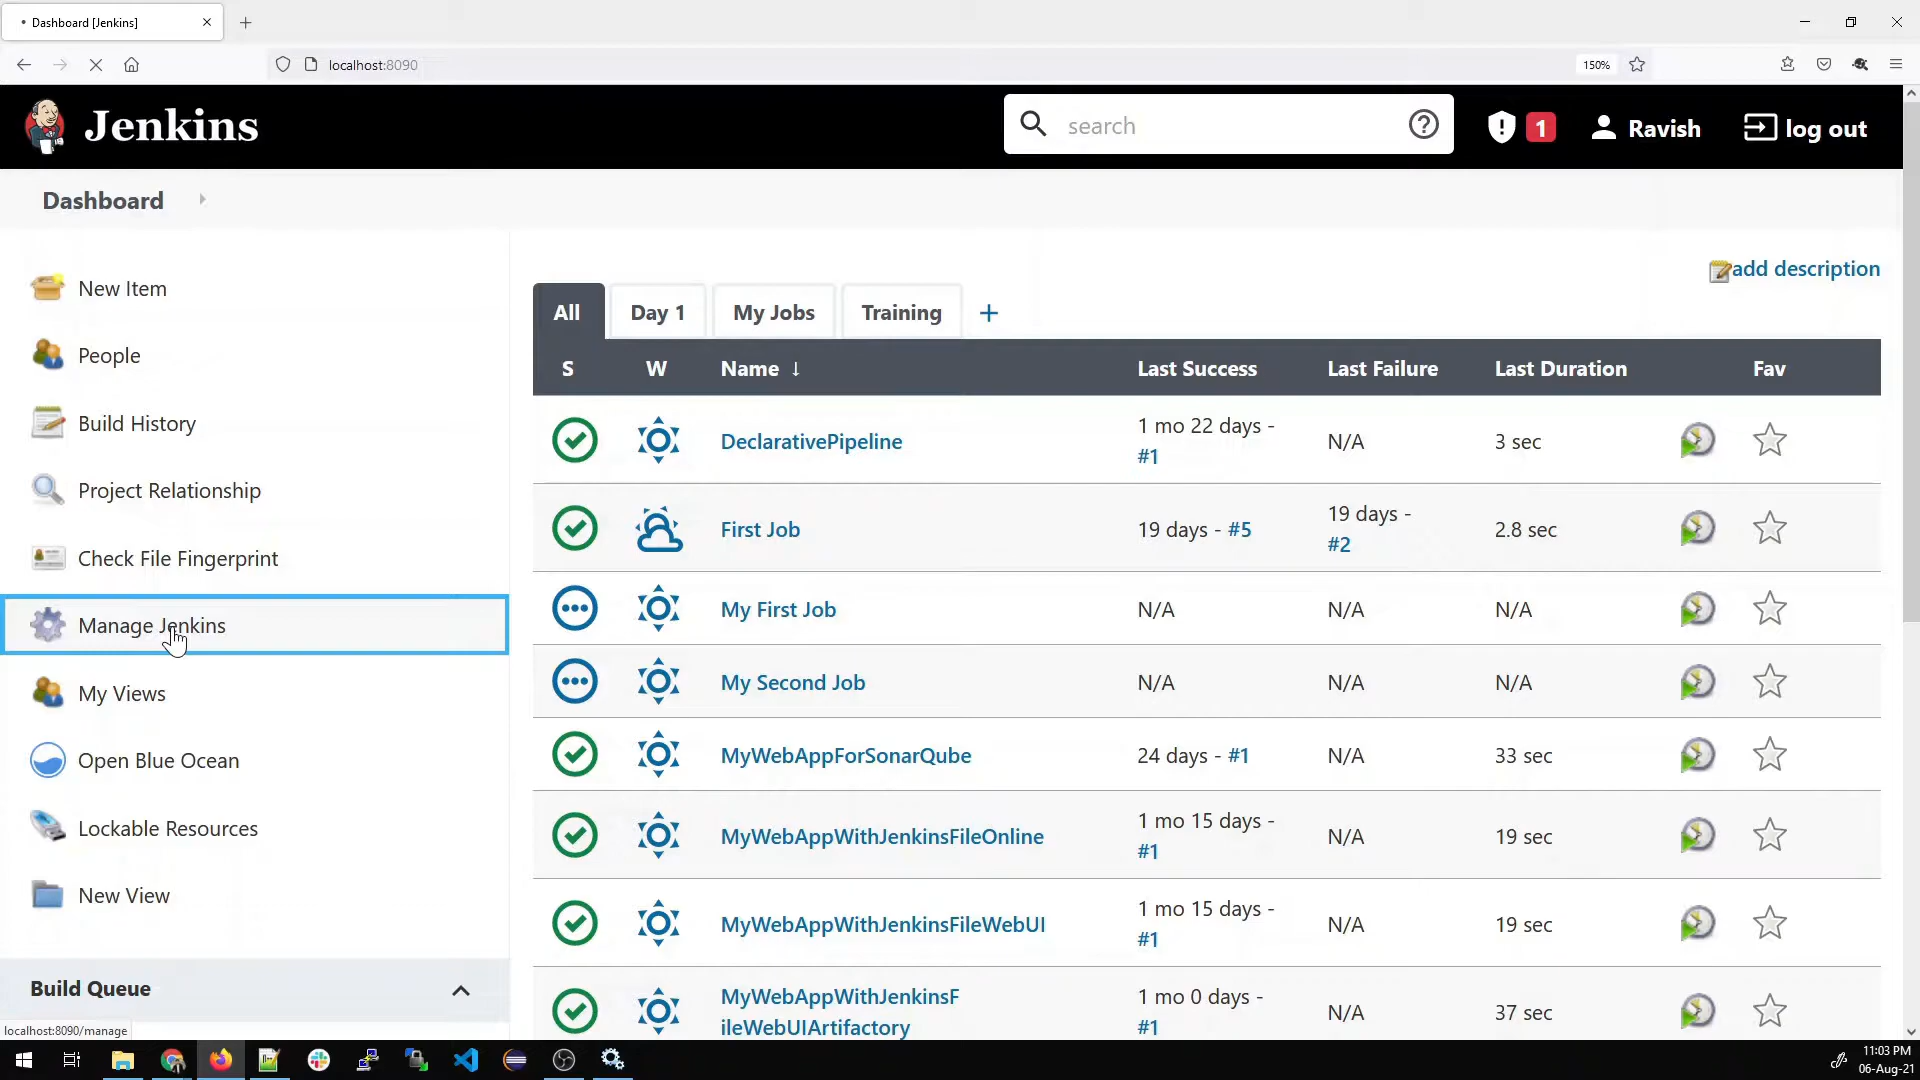 Dashboard [Jenkins]
localhost:8090
150%
Jenkins
search
1
Ravish
log out
Dashboard
New Item
People
Build History
Project Relationship
Check File Fingerprint
Manage Jenkins
My Views
Open Blue Ocean
Lockable Resources
New View
Build Queue
localhost:8090/manage
add description
All Day 1 My Jobs Training +
S W Name ↓ Last Success Last Failure Last Duration Fav
DeclarativePipeline 1 mo 22 days - N/A 3 sec
#1
First Job 19 days - #5 19 days - 2.8 sec
#2
My First Job N/A N/A N/A
My Second Job N/A N/A N/A
MyWebAppForSonarQube 24 days - #1 N/A 33 sec
MyWebAppWithJenkinsFileOnline 1 mo 15 days - N/A 19 sec
#1
MyWebAppWithJenkinsFileWebUI 1 mo 15 days - N/A 19 sec
#1
MyWebAppWithJenkinsF 1 mo 0 days - N/A 37 sec
ileWebUIArtifactory #1
11:03 PM
06-Aug-21